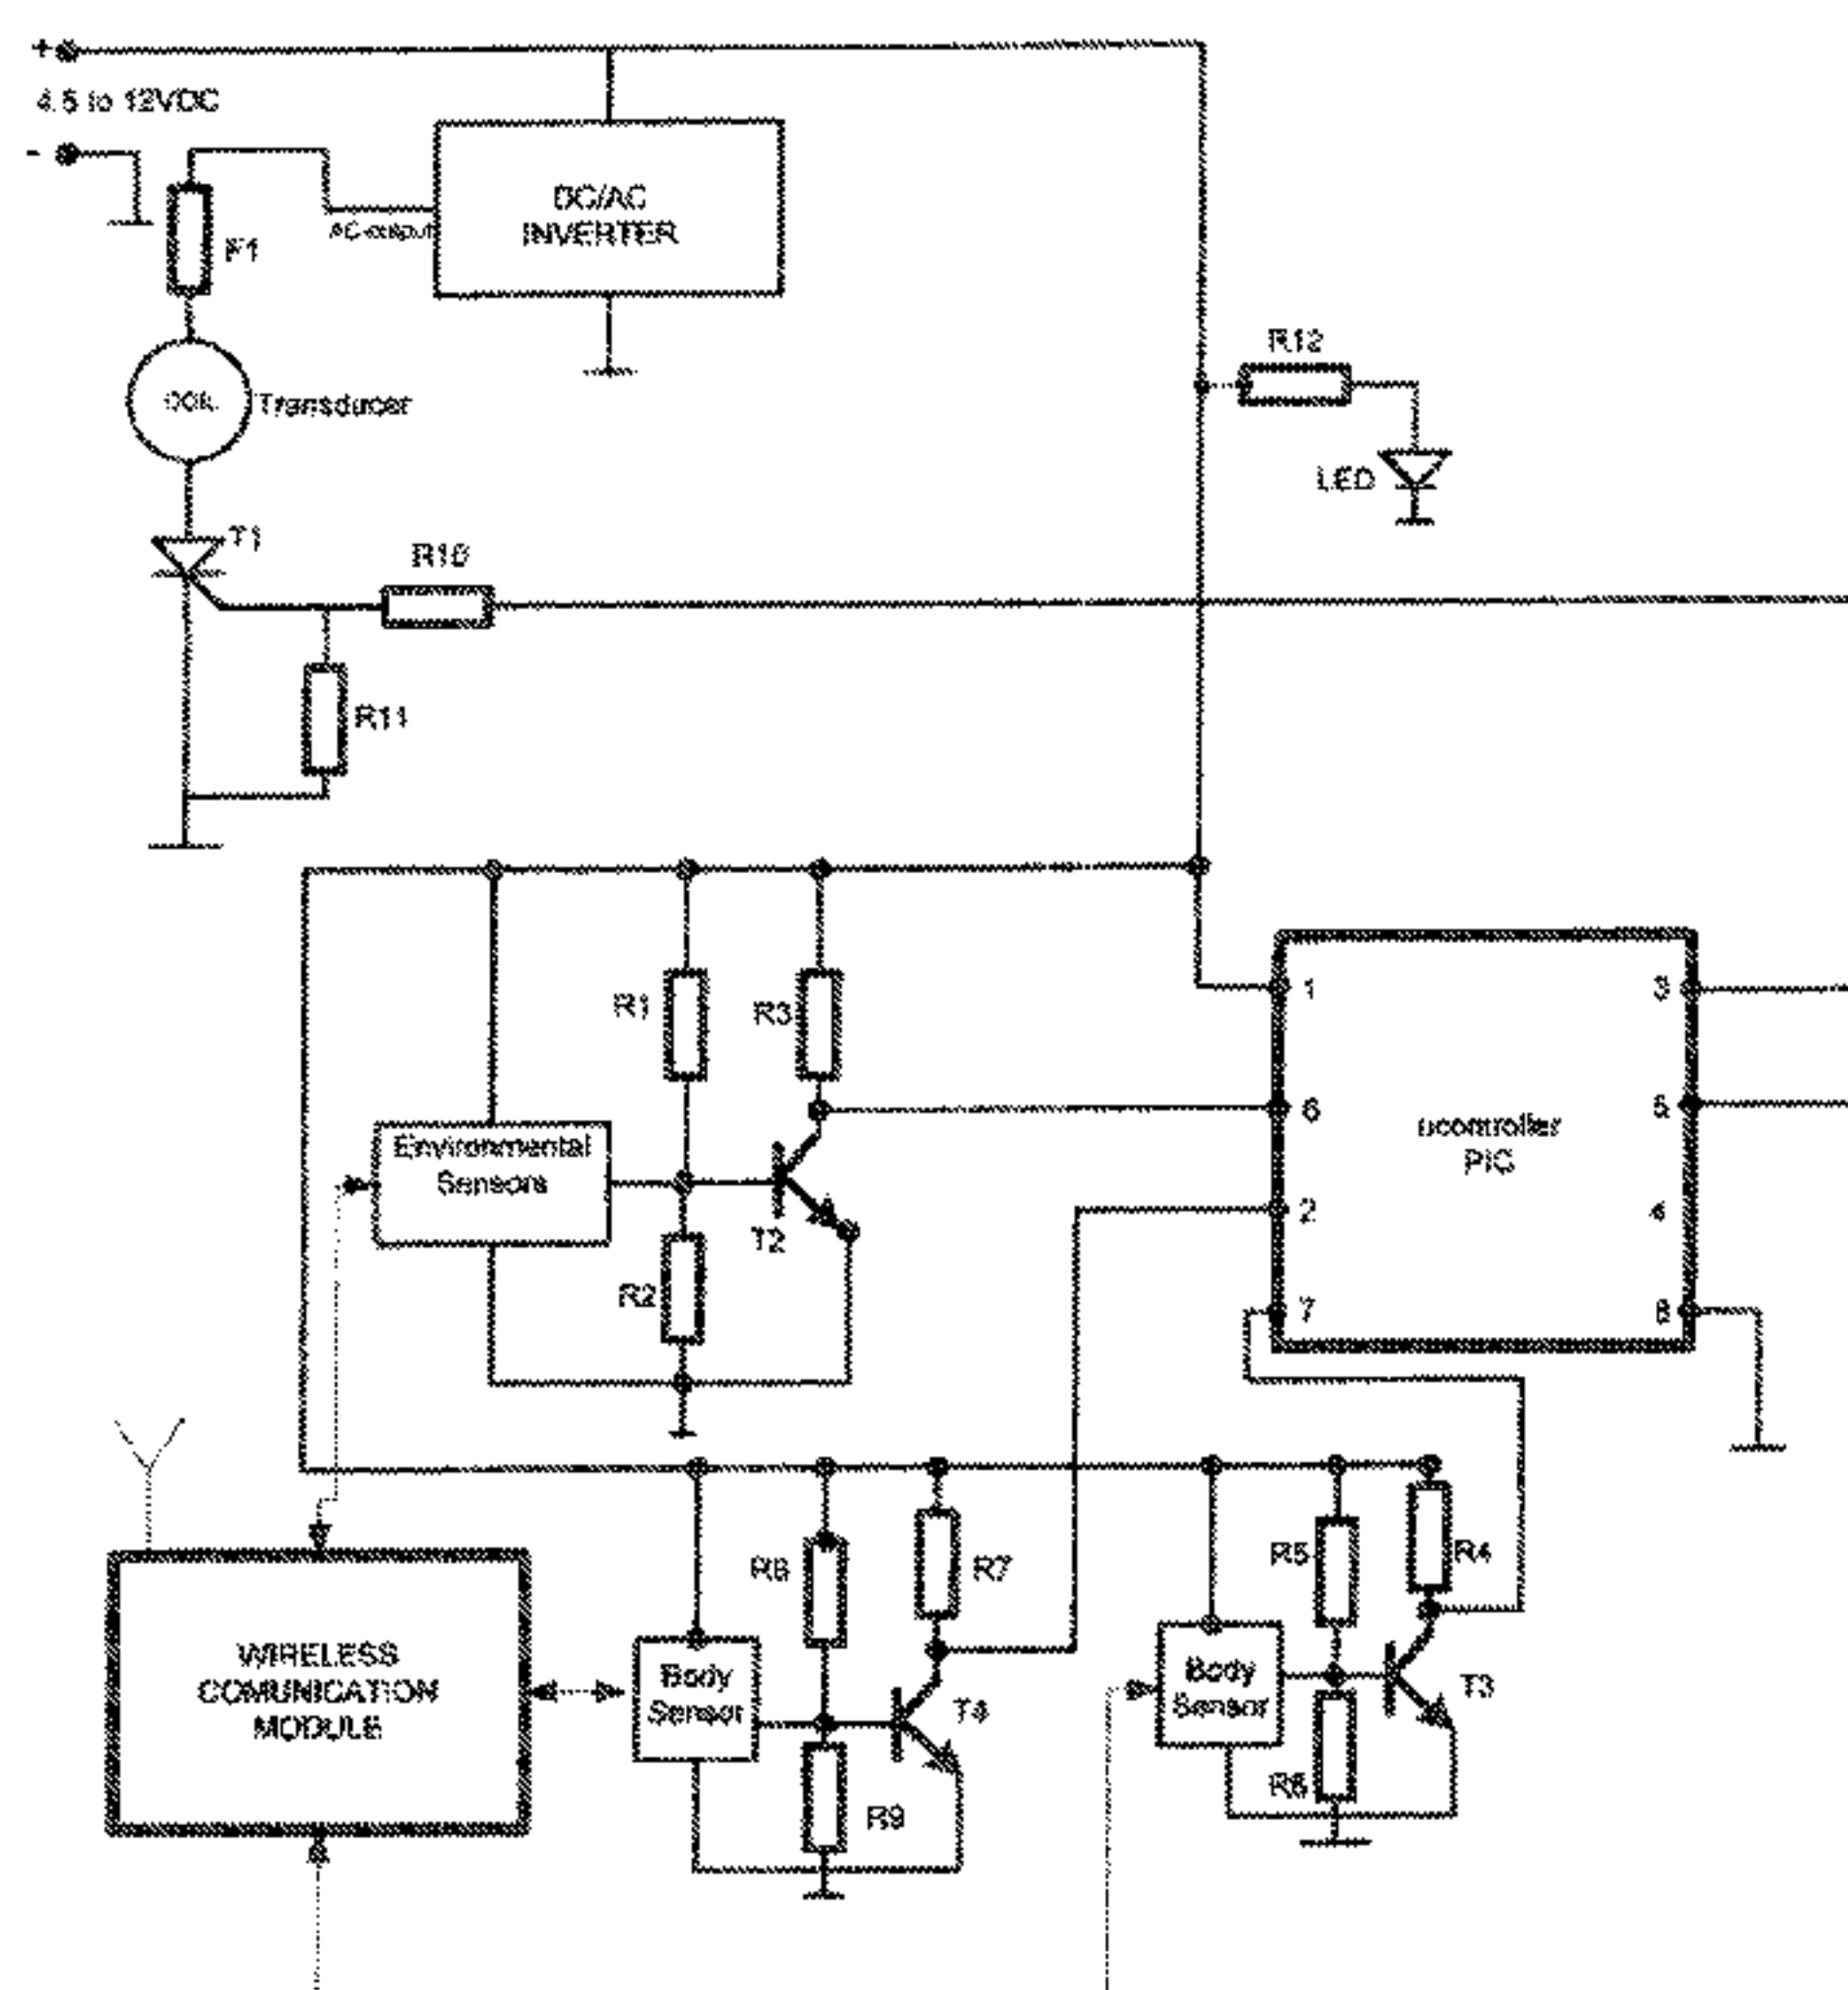 +
4.5 to 12VDC
-
DC/AC
INVERTER
AC-output
F1
R12
COIL
Transducer
LED
T1
R10
R11
R1
R3
1
3
6
5
ucontroller
PIC
Environmental
Sensors
2
4
T2
R2
7
8
R7
R5
R4
WIRELESS
COMUNICATION
MODULE
Body
Sensor
T4
Body
Sensor
T3
R9